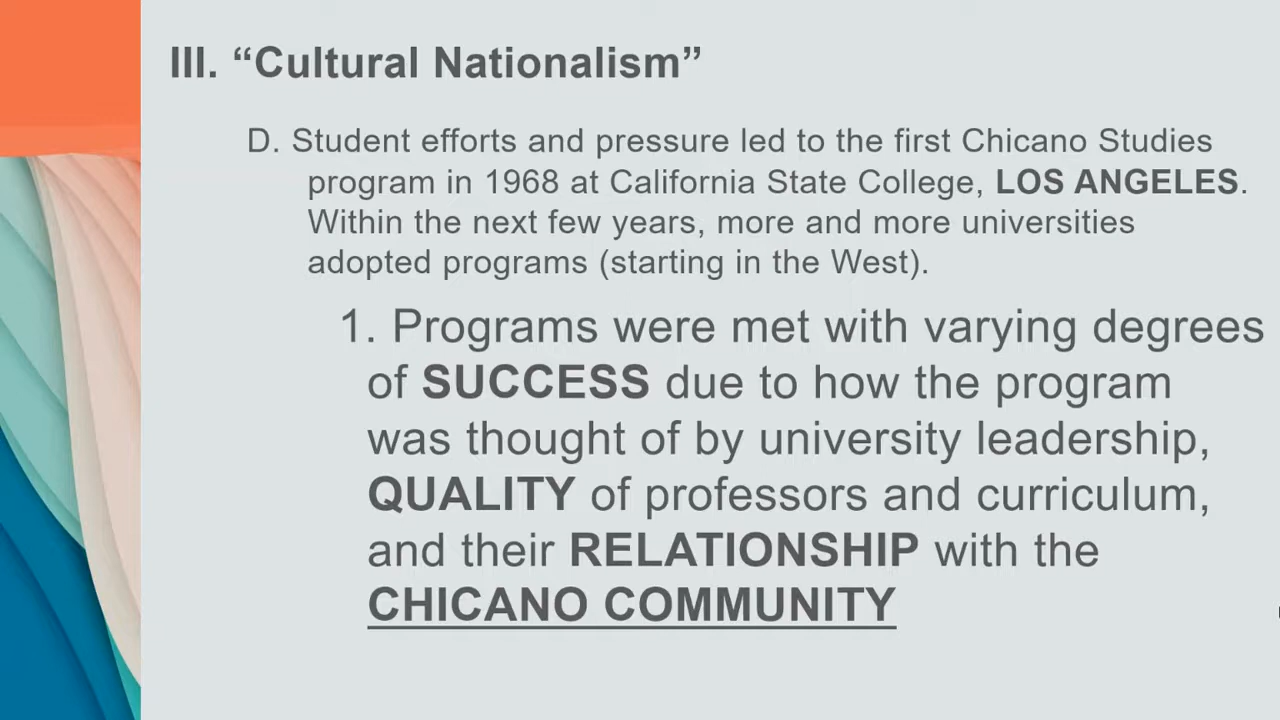 III. “Cultural Nationalism”
D. Student efforts and pressure led to the first Chicano Studies
program in 1968 at California State College, LOS ANGELES.
Within the next few years, more and more universities
adopted programs (starting in the West).
1. Programs were met with varying degrees
of SUCCESS due to how the program
was thought of by university leadership,
QUALITY of professors and curriculum,
and their RELATIONSHIP with the
CHICANO COMMUNITY